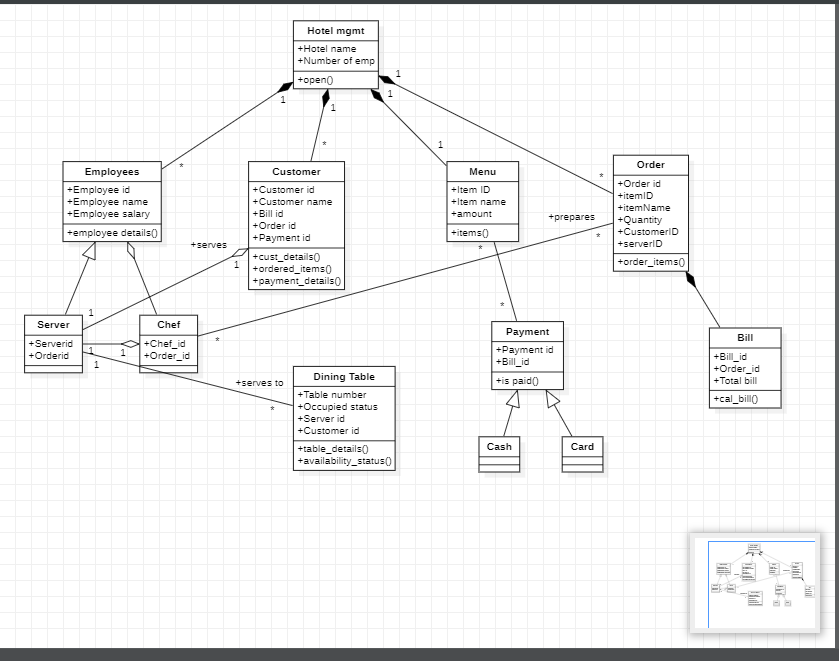 Hotel mgmt
+Hotel name
+Number of emp
+open()
1
1
1
1
*
*
1
*
Employees
+Employee id
+Employee name
+Employee salary
+employee details()
Customer
+Customer id
+Customer name
+Bill id
+Order id
+Payment id
+cust_details()
+ordered_items()
+payment_details()
Menu
+Item ID
+Item name
+amount
+items()
Order
+Order id
+itemID
+itemName
+Quantity
+CustomerID
+serverID
+order_items()
+serves
1
1
+prepares
*
*
*
*
Server
+Serverid
+Orderid
1
1
1
Chef
+Chef_id
+Order_id
+serves to
*
Dining Table
+Table number
+Occupied status
+Server id
+Customer id
+table_details()
+availability_status()
Payment
+Payment id
+Bill_id
+is paid()
Cash
Card
Bill
+Bill_id
+Order_id
+Total bill
+cal_bill()